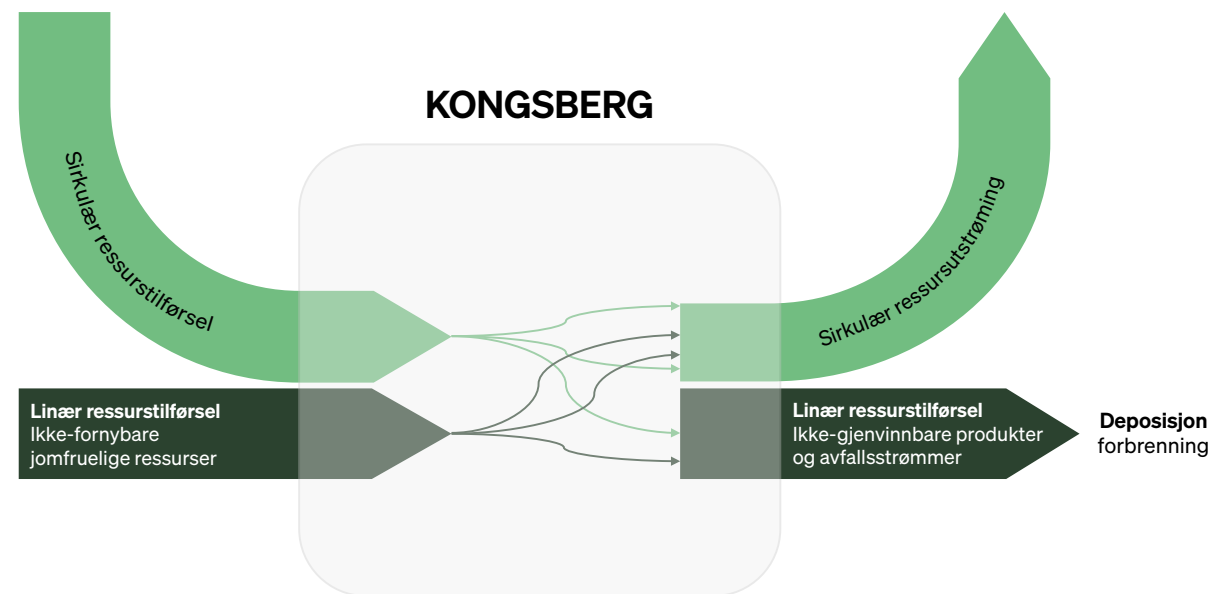 KONGSBERG
Sirkulær ressurstilførsel
Sirkulær ressursutstrøming
Linær ressurstilførsel
Ikke-fornybare
jomfruelige ressurser
Linær ressurstilførsel
Ikke-gjenvinnbare produkter
og avfallsstrømmer
Deposisjon
forbrenning